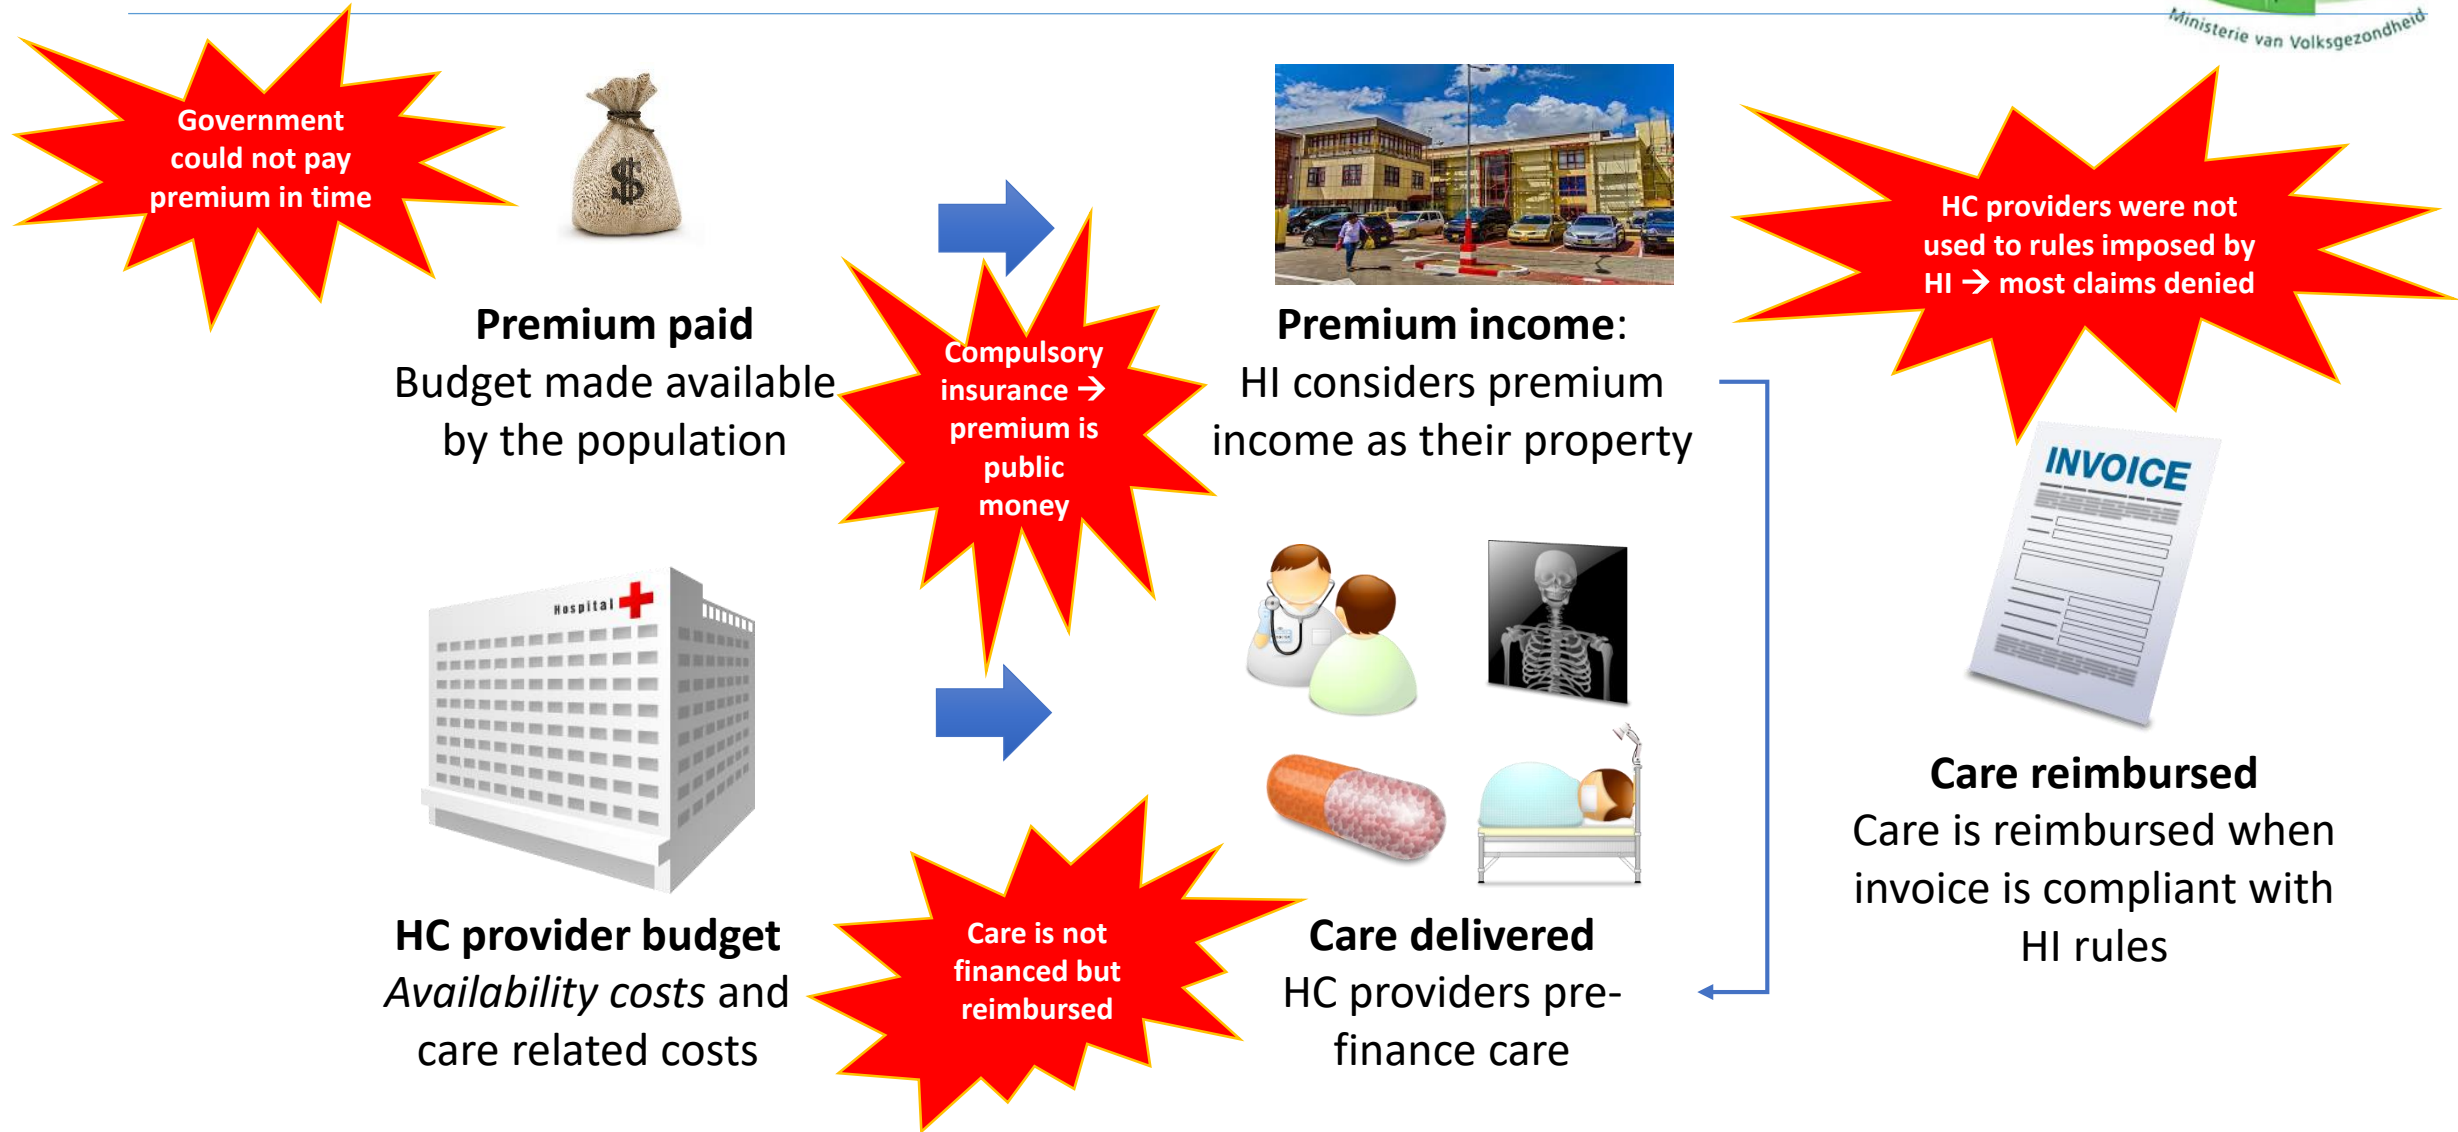 Ministerie van Volksgezondheid
Government
could not pay
premium in time
$
Premium paid
Budget made available
by the population
Compulsory
insurance →
premium is
public
money
Premium income:
HI considers premium
income as their property
HC providers were not
used to rules imposed by
HI → most claims denied
INVOICE
Hospital
HC provider budget
Availability costs and
care related costs
Care is not
financed but
reimbursed
Care delivered
HC providers pre-
finance care
Care reimbursed
Care is reimbursed when
invoice is compliant with
HI rules